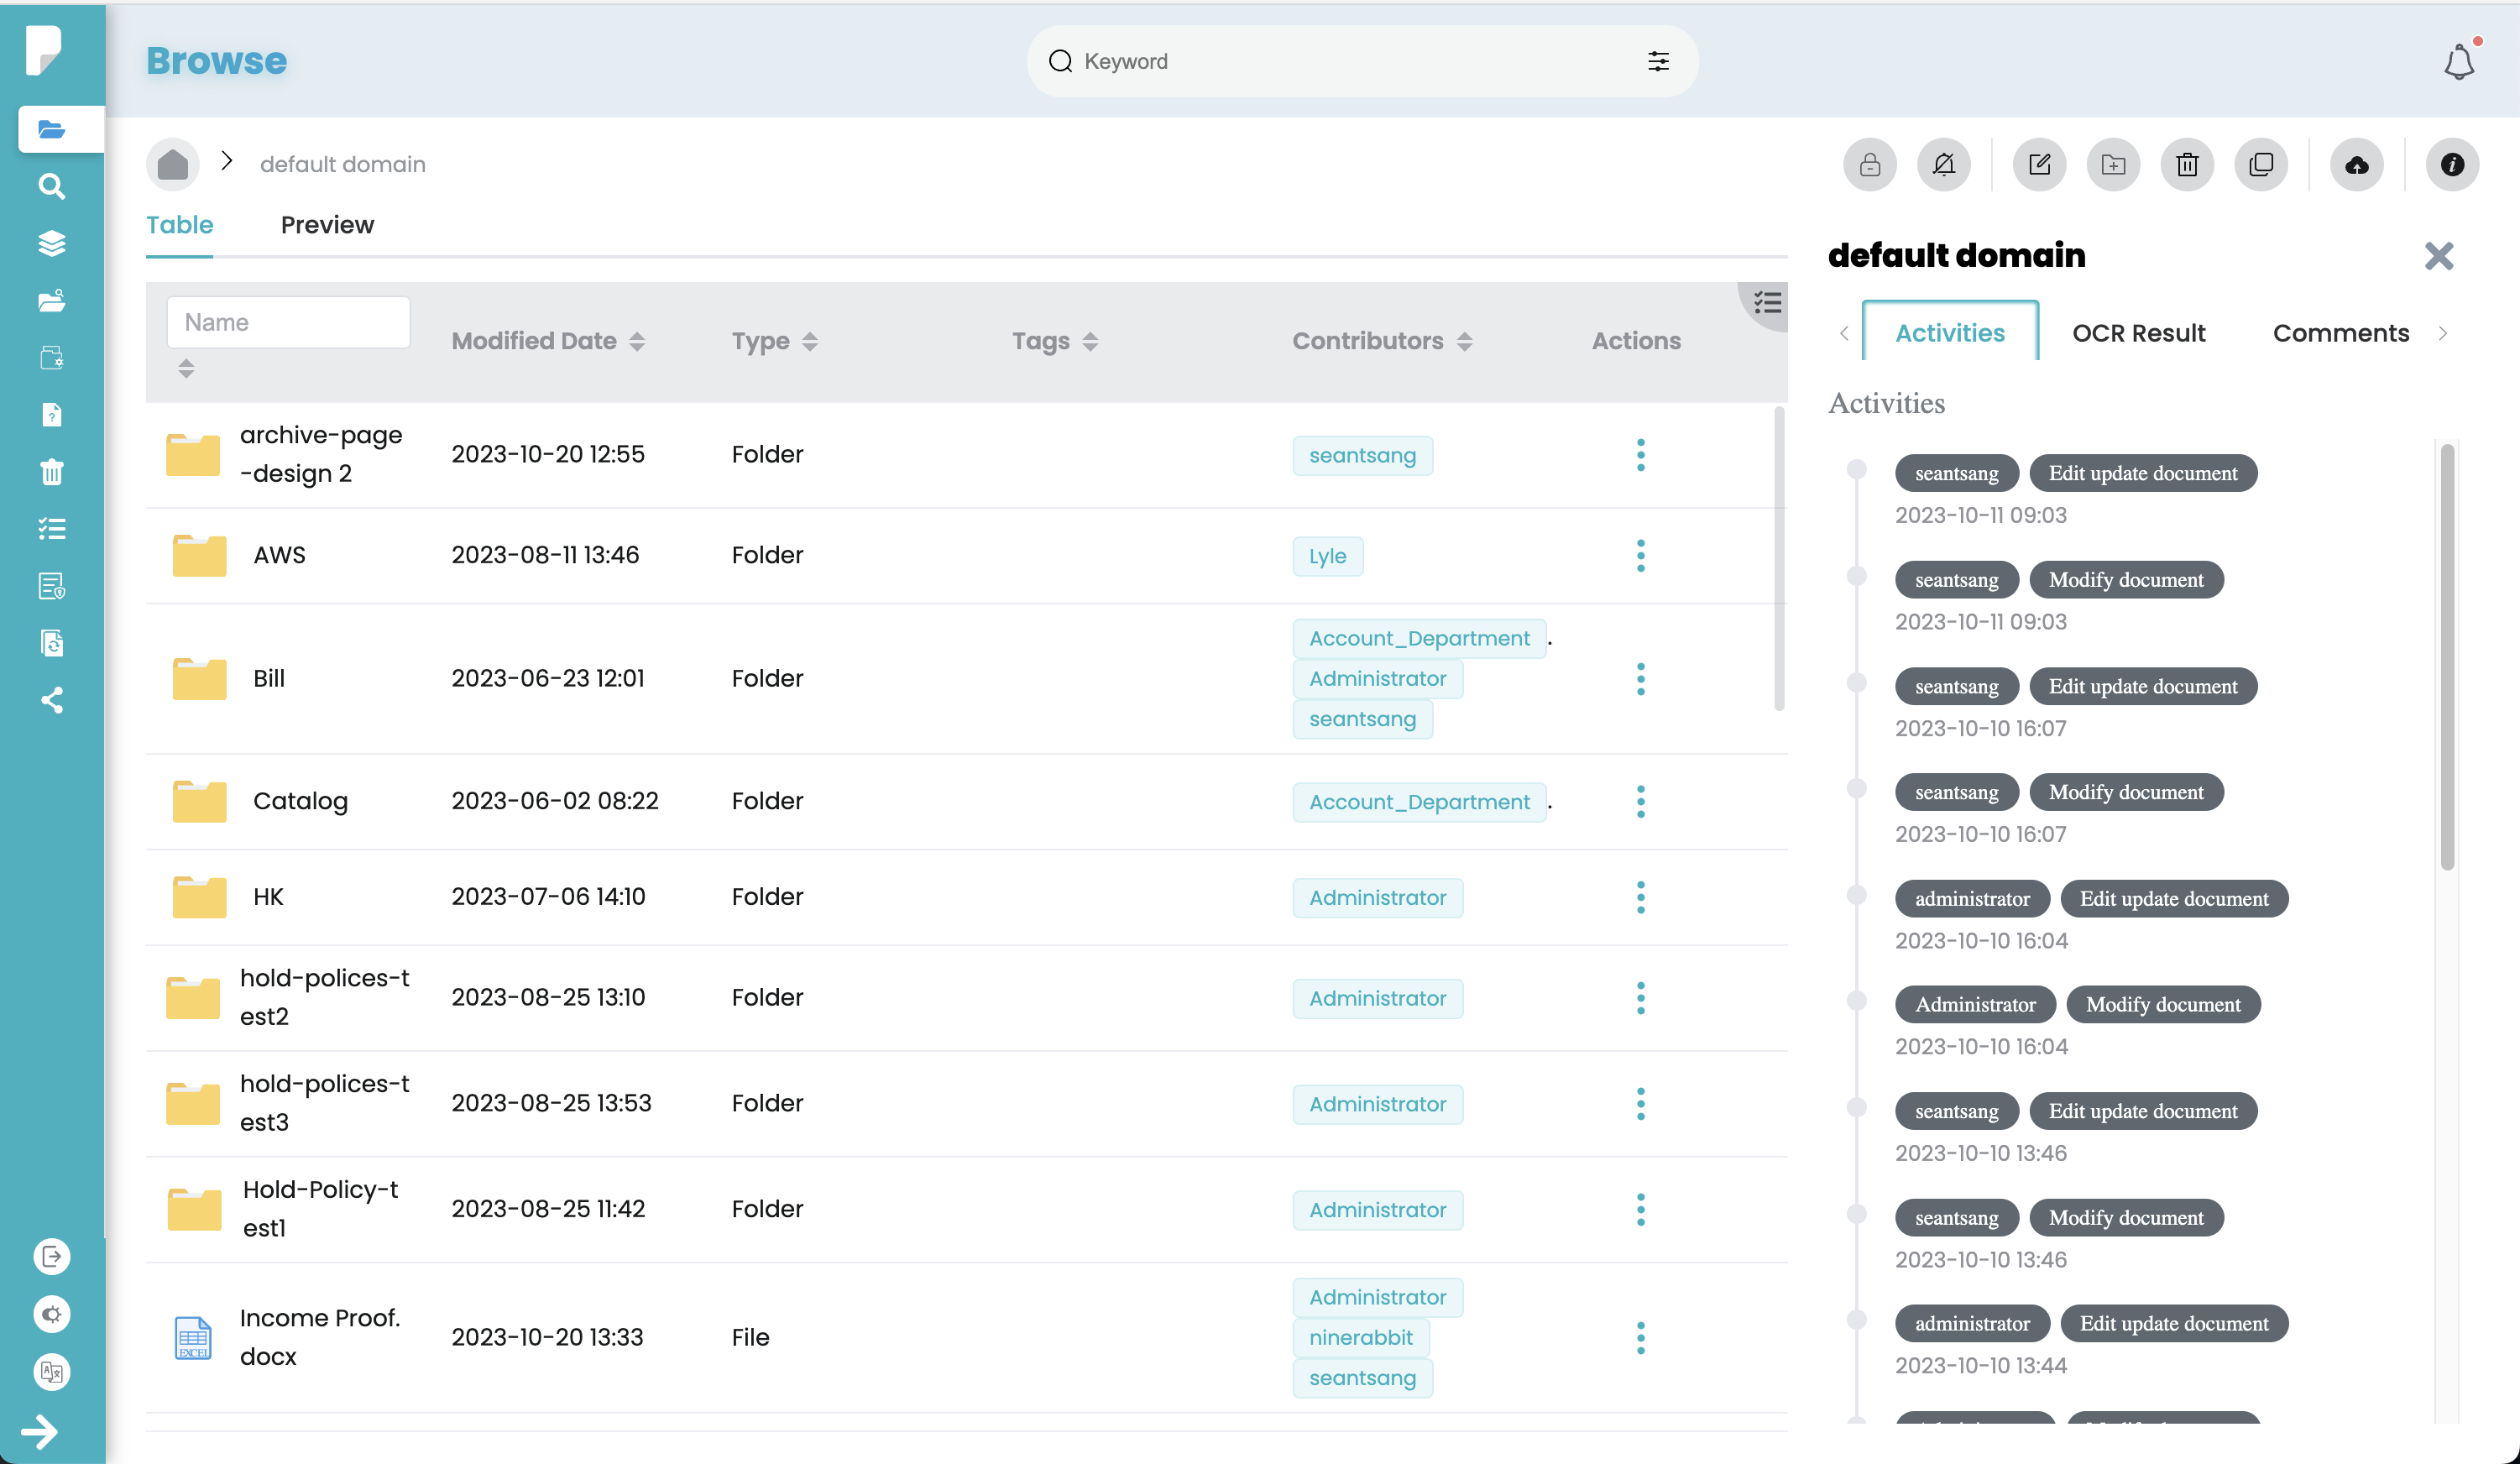 Browse
Keyword
default domain
Table
Preview
Name
Modified Date
Type
Tags
Contributors
Actions
archive-page
-design 2
2023-10-20 12:55
Folder
seantsang
AWS
2023-08-11 13:46
Folder
Lyle
Bill
2023-06-23 12:01
Folder
Account_Department
Administrator
seantsang
Catalog
2023-06-02 08:22
Folder
Account_Department
HK
2023-07-06 14:10
Folder
Administrator
hold-polices-t
est2
2023-08-25 13:10
Folder
Administrator
hold-polices-t
est3
2023-08-25 13:53
Folder
Administrator
Hold-Policy-t
est1
2023-08-25 11:42
Folder
Administrator
EXCEL
Income Proof.
docx
2023-10-20 13:33
File
Administrator
ninerabbit
seantsang
default domain
Activities
OCR Result
Comments
Activities
seantsang Edit update document
2023-10-11 09:03
seantsang Modify document
2023-10-11 09:03
seantsang Edit update document
2023-10-10 16:07
seantsang Modify document
2023-10-10 16:07
administrator Edit update document
2023-10-10 16:04
Administrator Modify document
2023-10-10 16:04
seantsang Edit update document
2023-10-10 13:46
seantsang Modify document
2023-10-10 13:46
administrator Edit update document
2023-10-10 13:44